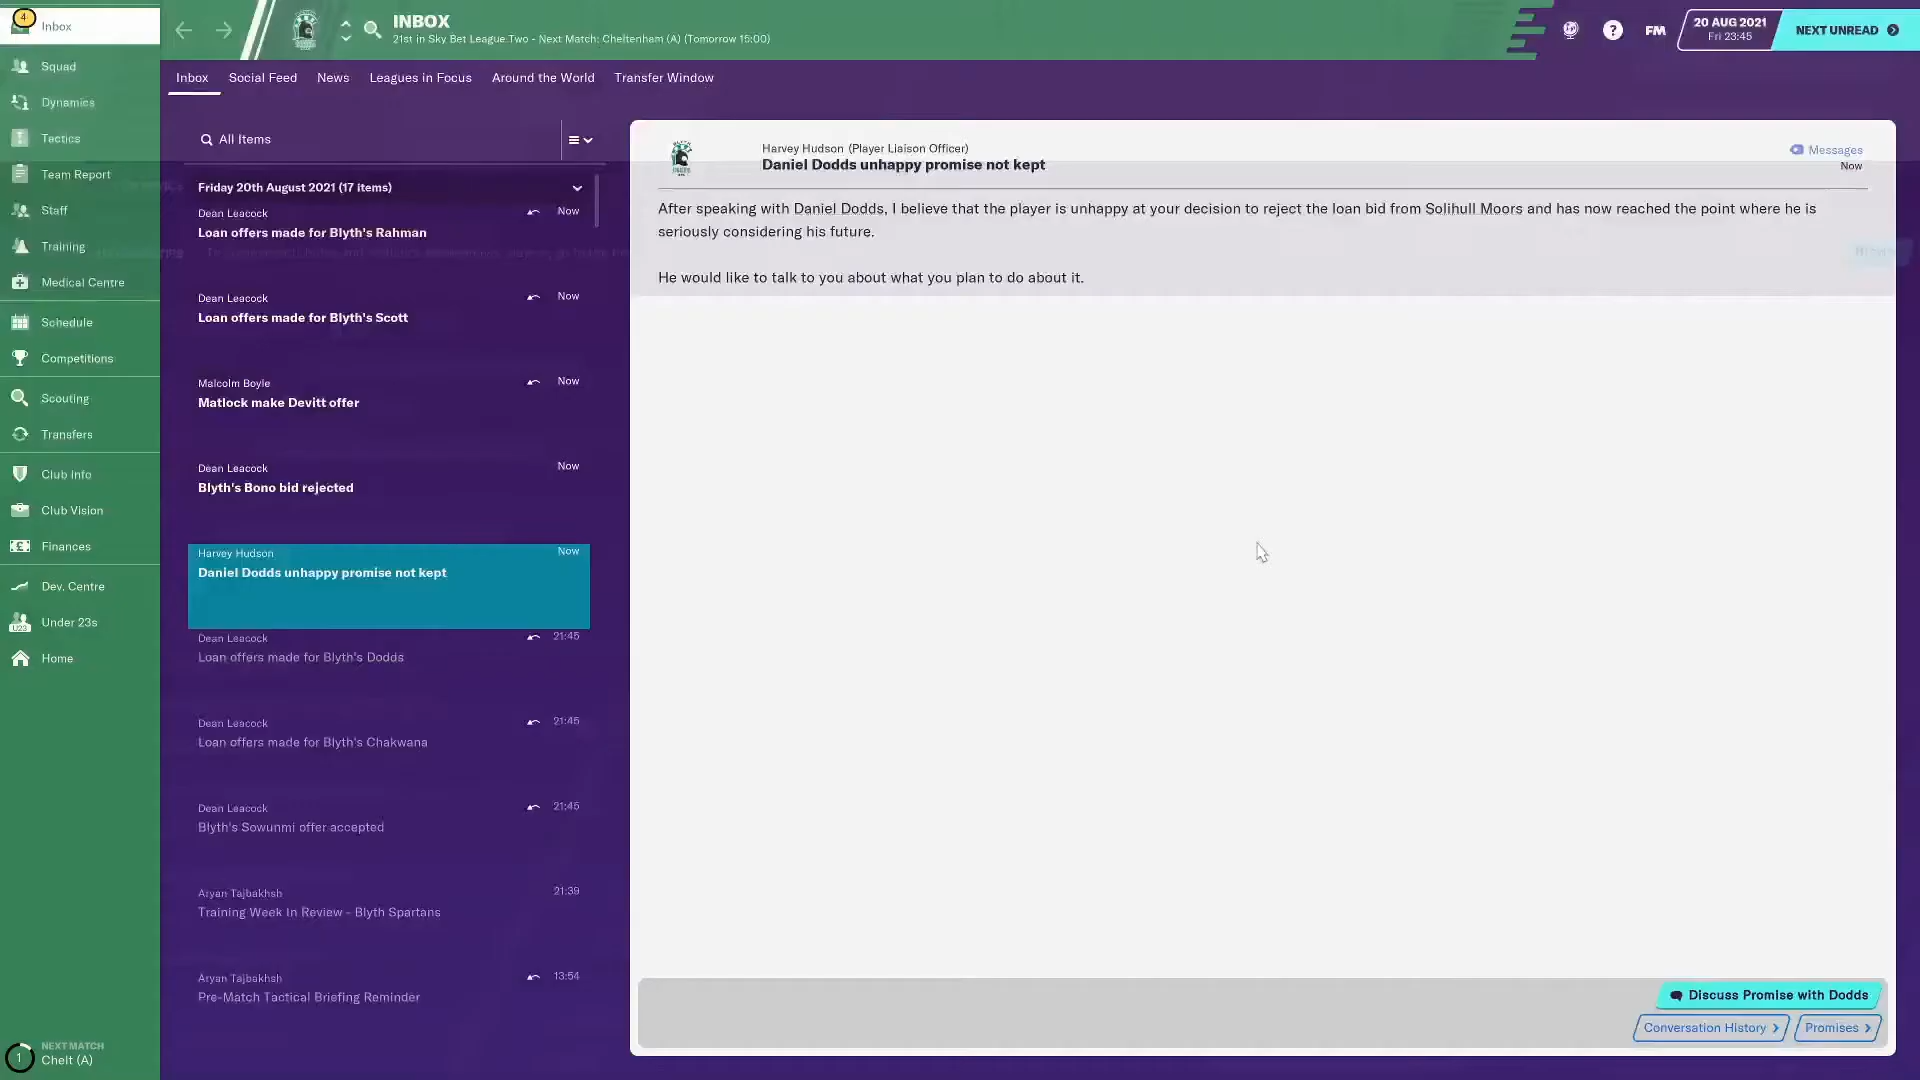 4
Inbox
Squad
Dynamics
Tactics
Team Report
Staff
Training
Medical Centre
Schedule
Competitions
Scouting
Transfers
Club Info
Club Vision
Finances
Dev. Centre
Under 23s
Home
1
NEXT MATCH
Chelt (A)
INBOX
21st in Sky Bet League Two - Next Match: Cheltenham (A) (Tomorrow 15:00)
?
FM
20 AUG 2021
Fri 23:45
NEXT UNREAD
Inbox Social Feed News Leagues in Focus Around the World Transfer Window
All Items
Friday 20th August 2021 (17 items)
Dean Leacock Now
Loan offers made for Blyth's Rahman
Dean Leacock Now
Loan offers made for Blyth's Scott
Malcolm Boyle Now
Matlock make Devitt offer
Dean Leacock Now
Blyth's Bono bid rejected
Harvey Hudson Now
Daniel Dodds unhappy promise not kept
Dean Leacock 21:45
Loan offers made for Blyth's Dodds
Dean Leacock 21:45
Loan offers made for Blyth's Chakwana
Dean Leacock 21:45
Blyth's Sowunmi offer accepted
Aryan Tajbakhsh 21:39
Training Week In Review - Blyth Spartans
Aryan Tajbakhsh 13:54
Pre-Match Tactical Briefing Reminder
Harvey Hudson (Player Liaison Officer)
Daniel Dodds unhappy promise not kept
Messages
Now
After speaking with Daniel Dodds, I believe that the player is unhappy at your decision to reject the loan bid from Solihull Moors and has now reached the point where he is
seriously considering his future.
He would like to talk to you about what you plan to do about it.
Discuss Promise with Dodds
Conversation History
Promises